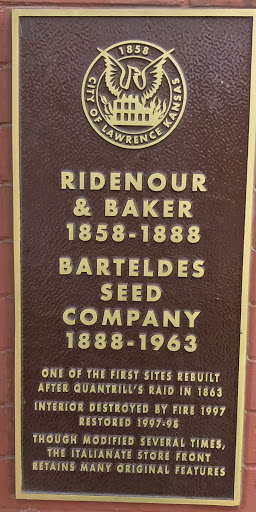 1858
CITY OF LAWRENCE KANSAS
RIDENOUR
& BAKER
1858-1888
BARTELDES
SEED
COMPANY
1888-1963
ONE OF THE FIRST SITES REBUILT
AFTER QUANTRILL'S RAID IN 1863
INTERIOR DESTROYED BY FIRE 1997
RESTORED 1997-98
THOUGH MODIFIED SEVERAL TIMES,
THE ITALIANATE STORE FRONT
RETAINS MANY ORIGINAL FEATURES